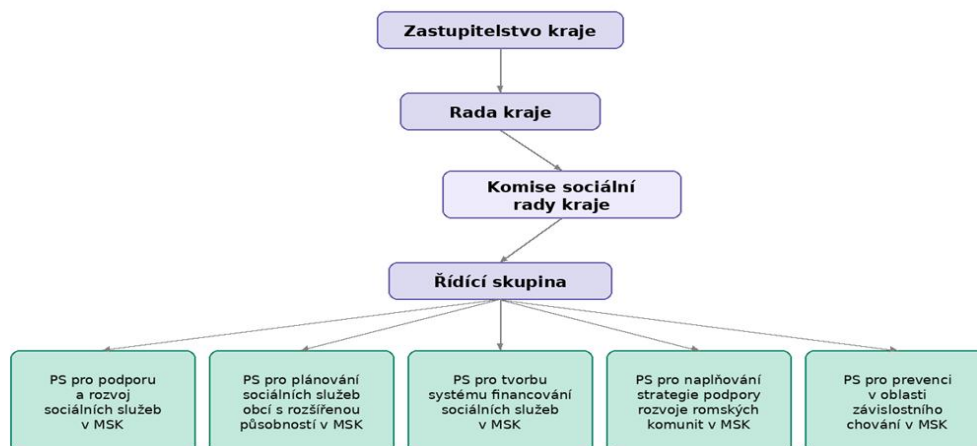 Zastupitelstvo kraje
Rada kraje
Komise sociální
rady kraje
Řídící skupina
PS pro podporu
a rozvoj
sociálních služeb
v MSK
PS pro plánování
sociálních služeb
obcí s rozšířenou
působností v MSK
PS pro tvorbu
systému financování
sociálních služeb
v MSK
PS pro naplňování
strategie podpory
rozvoje romských
komunit v MSK
PS pro prevenci
v oblasti
závislostního
chování v MSK